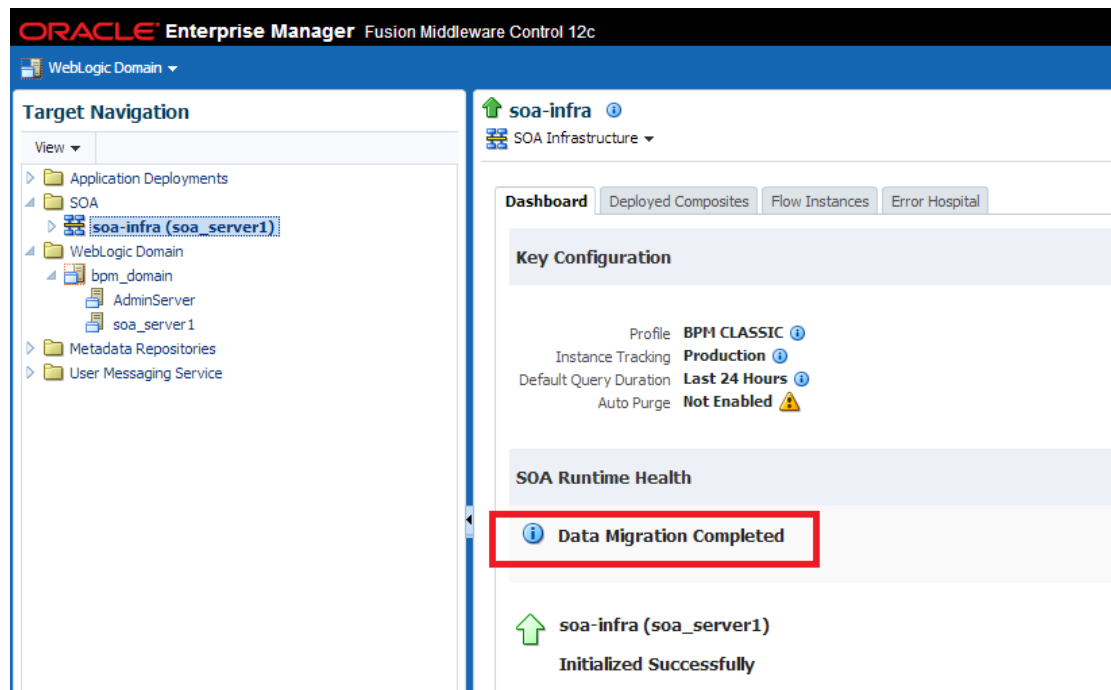 ORACLE Enterprise Manager Fusion Middleware Control 12c
WebLogic Domain
Target Navigation
View
Application Deployments
SOA
soa-infra (soa_server1)
WebLogic Domain
bpm_domain
AdminServer
soa_server1
Metadata Repositories
User Messaging Service
soa-infra
SOA Infrastructure
Dashboard Deployed Composites Flow Instances Error Hospital
Key Configuration
Profile BPM CLASSIC
Instance Tracking Production
Default Query Duration Last 24 Hours
Auto Purge Not Enabled
SOA Runtime Health
Data Migration Completed
soa-infra (soa_server1)
Initialized Successfully